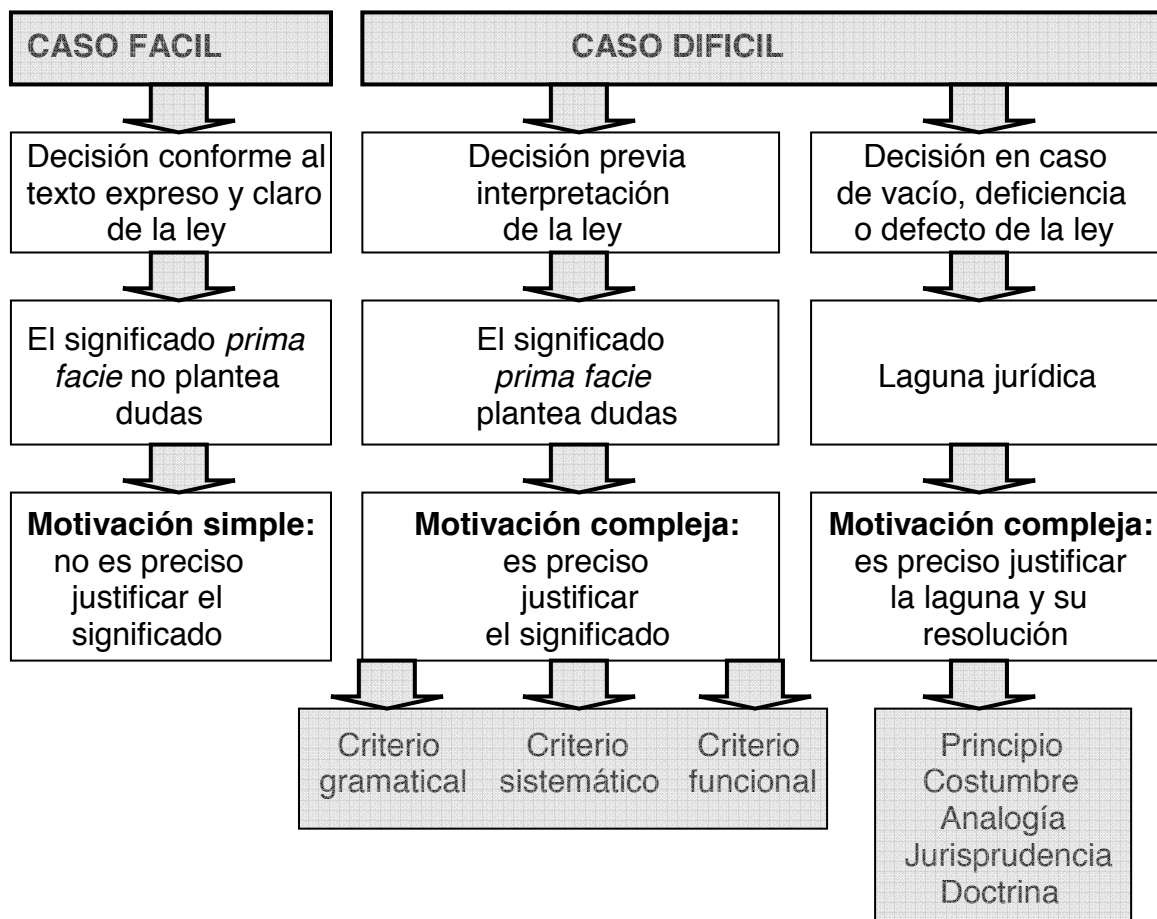 CASO FACIL
CASO DIFICIL
Decisión conforme al
texto expreso y claro
de la ley
Decisión previa
interpretación
de la ley
Decisión en caso
de vacío, deficiencia
o defecto de la ley
El significado prima
facie no plantea
dudas
El significado
prima facie
plantea dudas
Laguna jurídica
Motivación simple:
no es preciso
justificar el
significado
Motivación compleja:
es preciso
justificar
el significado
Motivación compleja:
es preciso justificar
la laguna y su
resolución
Criterio
gramatical
Criterio
sistemático
Criterio
funcional
Principio
Costumbre
Analogía
Jurisprudencia
Doctrina